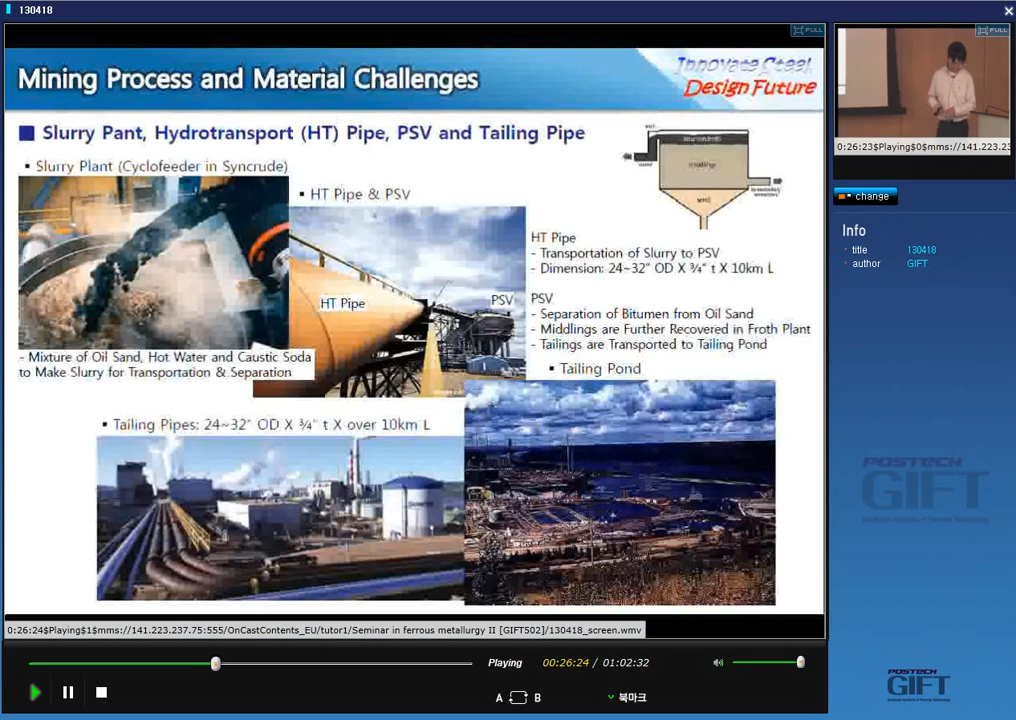 130418
FULL
Mining Process and Material Challenges
Innovate Steel
Design Future
Slurry Pant, Hydrotransport (HT) Pipe, PSV and Tailing Pipe
▪ Slurry Plant (Cyclofeeder in Syncrude)
▪ HT Pipe & PSV
HT Pipe
PSV
- Mixture of Oil Sand, Hot Water and Caustic Soda
to Make Slurry for Transportation & Separation
HT Pipe
- Transportation of Slurry to PSV
- Dimension: 24~32" OD X ¾" t X 10km L
PSV
- Separation of Bitumen from Oil Sand
- Middlings are Further Recovered in Froth Plant
- Tailings are Transported to Tailing Pond
▪ Tailing Pond
▪ Tailing Pipes: 24~32" OD X ¾" t X over 10km L
0:26:24$Playing$1$mms://141.223.237.75:555/OnCastContents_EU/tutor1/Seminar in ferrous metallurgy II [GIFT502]/130418_screen.wmv
Playing
00:26:24 / 01:02:32
A B
북마크
FULL
0:26:23$Playing$0$mms://141.223.23
change
Info
title 130418
author GIFT
POSTECH
GIFT
POSTECH
GIFT